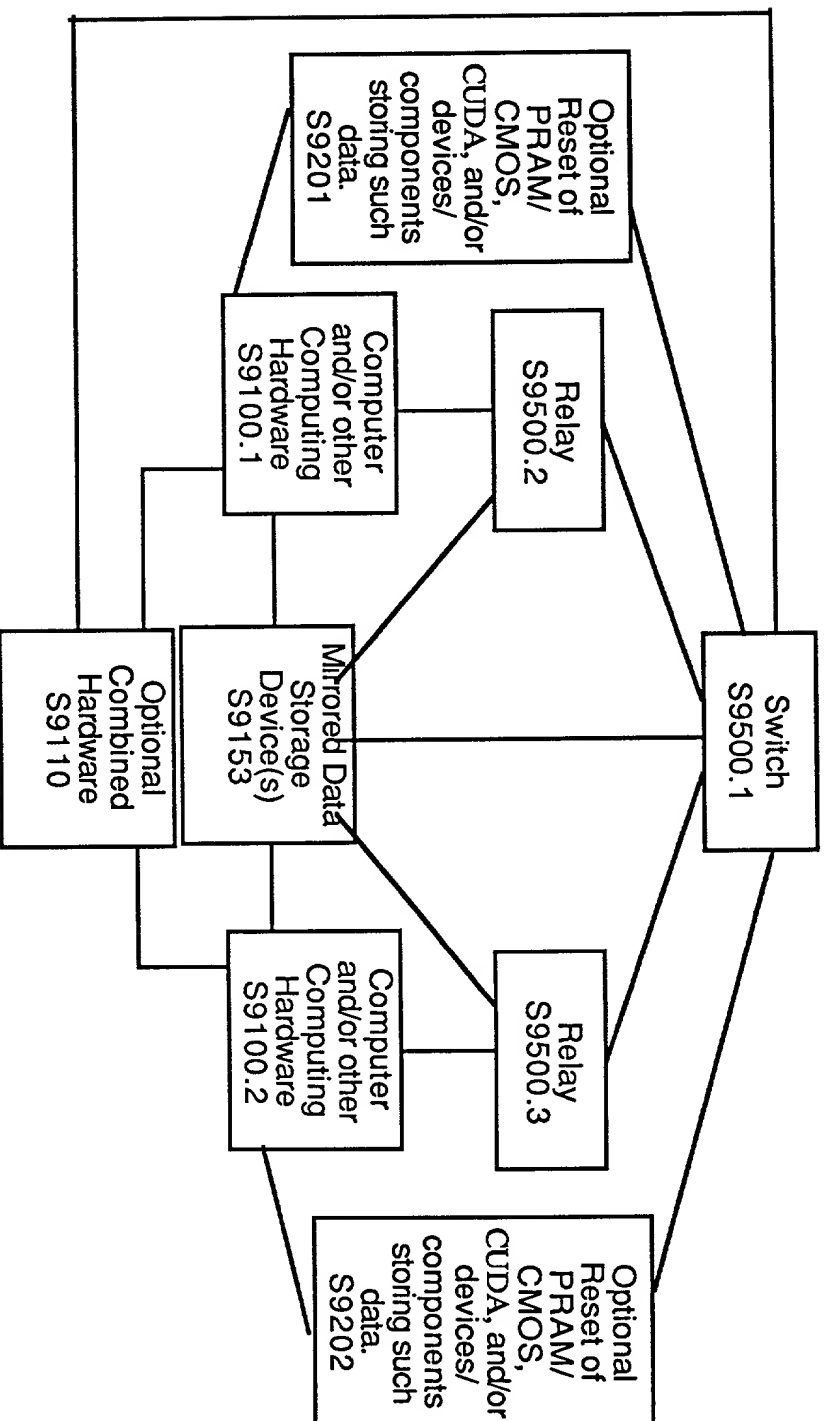 Switch
S9500.1
Optional
Reset of
PRAM/
CMOS,
CUDA, and/or
devices/
components
storing such
data.
S9201
Relay
S9500.2
Relay
S9500.3
Optional
Reset of
PRAM/
CMOS,
CUDA, and/or
devices/
components
storing such
data.
S9202
Computer
and/or other
Computing
Hardware
S9100.1
Mirrored Data
Storage
Device(s)
S9153
Computer
and/or other
Computing
Hardware
S9100.2
Optional
Combined
Hardware
S9110